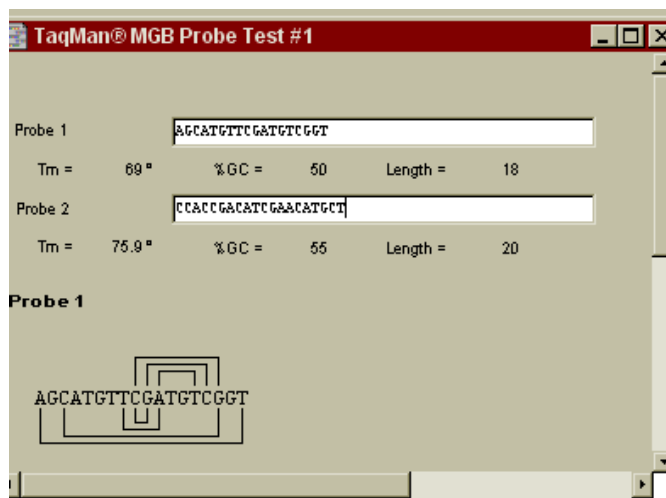 TaqMan® MGB Probe Test #1
Probe 1 AGCATGTTCGATGTCGGT
Tm = 69 ° %GC = 50 Length = 18
Probe 2 CCACCGACATCGAACATGCT
Tm = 75.9 ° %GC = 55 Length = 20
Probe 1
AGCATGTTCGATGTCGGT